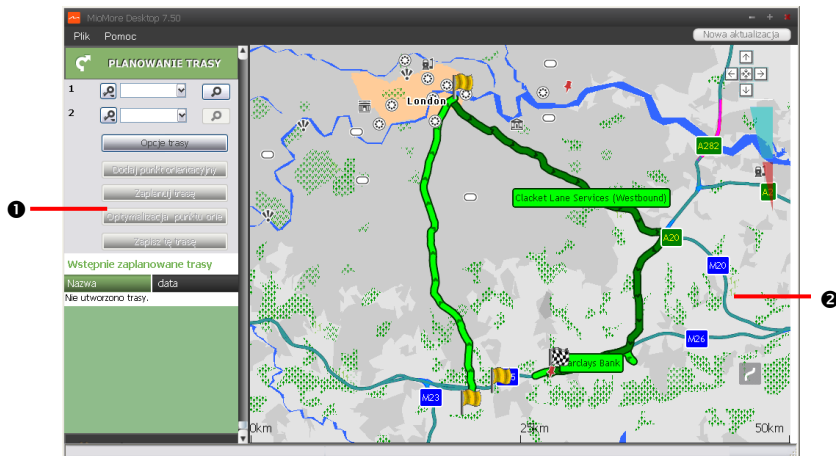 MioMore Desktop 7.50
Plik Pomoc
Nowa aktualizacja
PLANOWANIE TRASY
1
2
Opcje trasy
Dodaj punkt orientacyjny
Zaplanuj trasę
Optymalizacja punktu orie
Zapisz tę trasę
Wstępnie zaplanowane trasy
Nazwa data
Nie utworzono trasy.
London
A282
Clacket Lane Services (Westbound)
A20
M20
M26
Barclays Bank
M23
0km
25km
50km
❶
❷